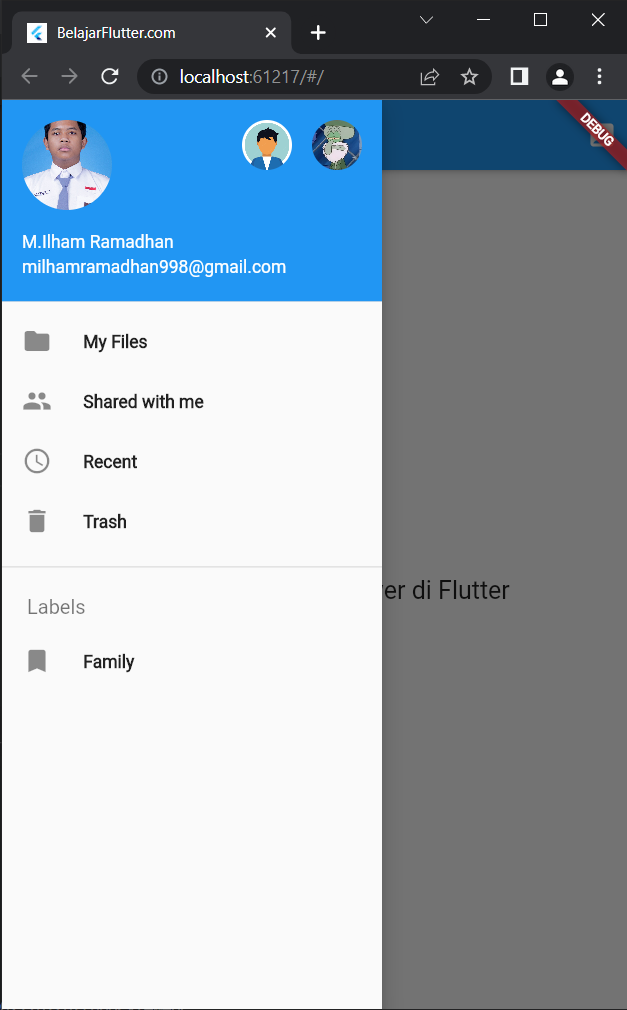 BelajarFlutter.com
localhost:61217/#/
DEBUG
M.Ilham Ramadhan
milhamramadhan998@gmail.com
My Files
Shared with me
Recent
Trash
er di Flutter
Labels
Family